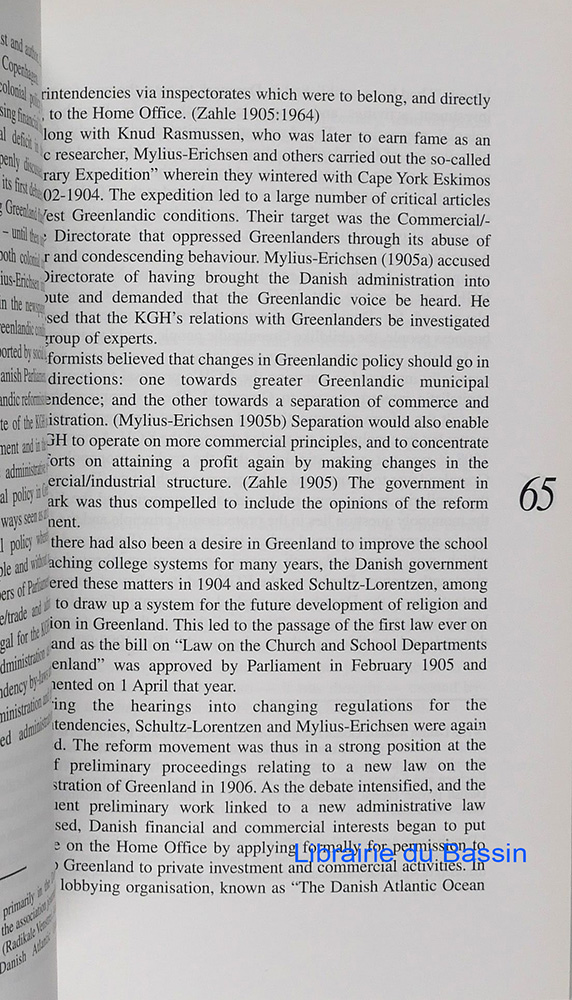 rintendencies via inspectorates which were to belong, and directly
, to the Home Office. (Zahle 1905:1964)
long with Knud Rasmussen, who was later to earn fame as an
c researcher, Mylius-Erichsen and others carried out the so-called
rary Expedition” wherein they wintered with Cape York Eskimos
02-1904. The expedition led to a large number of critical articles
est Greenlandic conditions. Their target was the Commercial/-
Directorate that oppressed Greenlanders through its abuse of
r and condescending behaviour. Mylius-Erichsen (1905a) accused
Directorate of having brought the Danish administration into
oute and demanded that the Greenlandic voice be heard. He
sed that the KGH’s relations with Greenlanders be investigated
group of experts.
formists believed that changes in Greenlandic policy should go in
directions: one towards greater Greenlandic municipal
endence; and the other towards a separation of commerce and
istration. (Mylius-Erichsen 1905b) Separation would also enable
GH to operate on more commercial principles, and to concentrate
orts on attaining a profit again by making changes in the
ercial/industrial structure. (Zahle 1905) The government in
ark was thus compelled to include the opinions of the reform
nent.
65
there had also been a desire in Greenland to improve the school
aching college systems for many years, the Danish government
ered these matters in 1904 and asked Schultz-Lorentzen, among
to draw up a system for the future development of religion and
ion in Greenland. This led to the passage of the first law ever on
and as the bill on “Law on the Church and School Departments
enland” was approved by Parliament in February 1905 and
nented on 1 April that year.
ring the hearings into changing regulations for the
tendencies, Schultz-Lorentzen and Mylius-Erichsen were again
d. The reform movement was thus in a strong position at the
f preliminary proceedings relating to a new law on the
stration of Greenland in 1906. As the debate intensified, and the
uent preliminary work linked to a new administrative law
sed, Danish financial and commercial interests began to put
e on the Home Office by applying formally for permission to
Greenland to private investment and commercial activities. In
lobbying organisation, known as “The Danish Atlantic Ocean
Librairie du Bassin